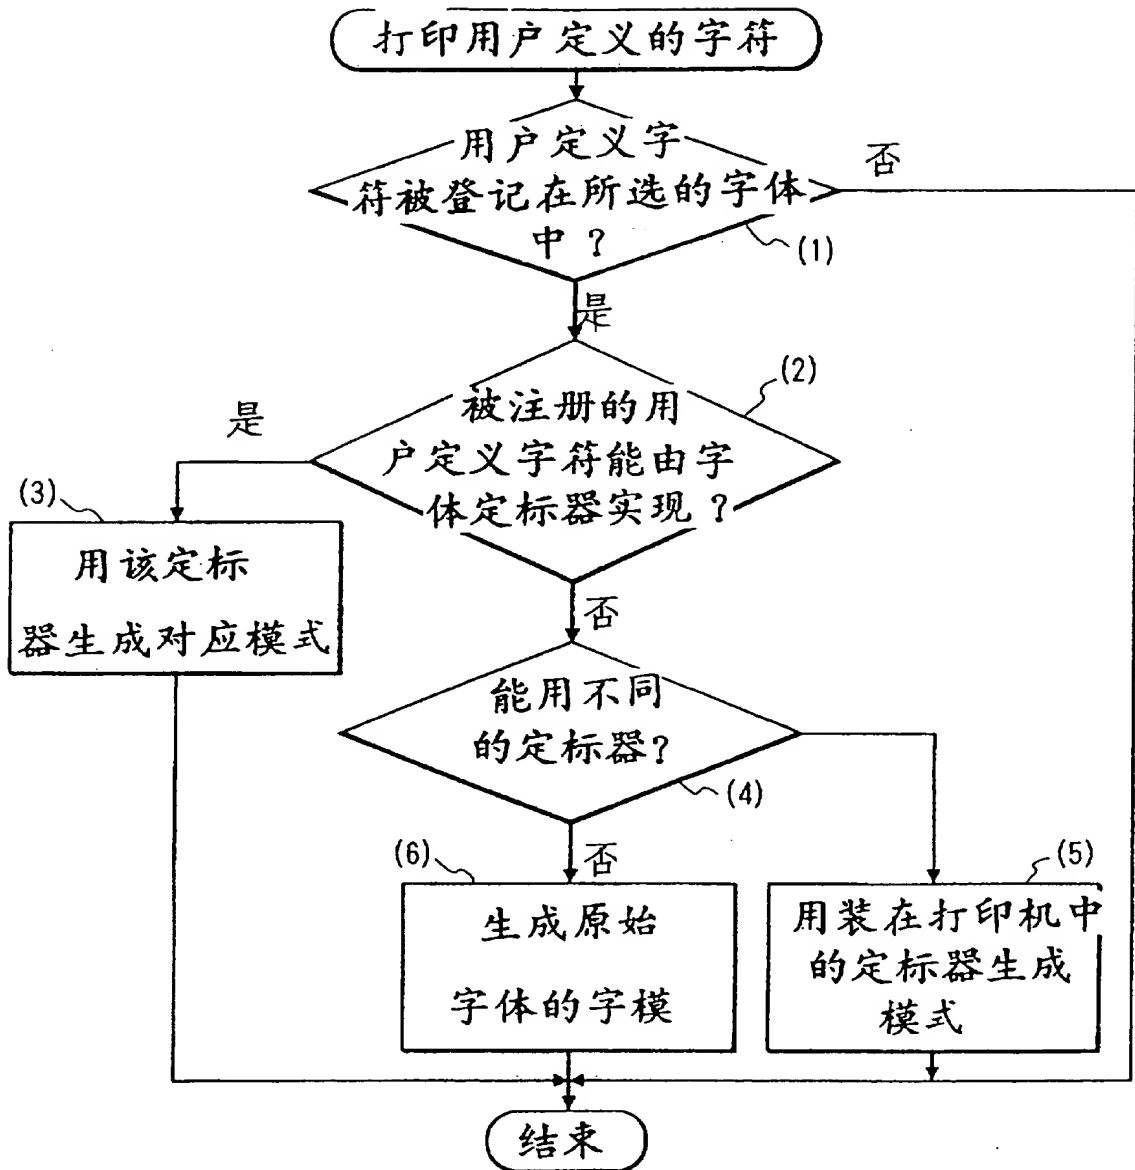 打印用户定义的字符
用户定义字
符被登记在所选的字体
中？
否
(1)
是
(2)
被注册的用
户定义字符能由字
体定标器实现？
是
(3)
用该定标
器生成对应模式
否
能用不同
的定标器？
(4)
(6)
否
(5)
生成原始
字体的字模
用装在打印机中
的定标器生成
模式
结束